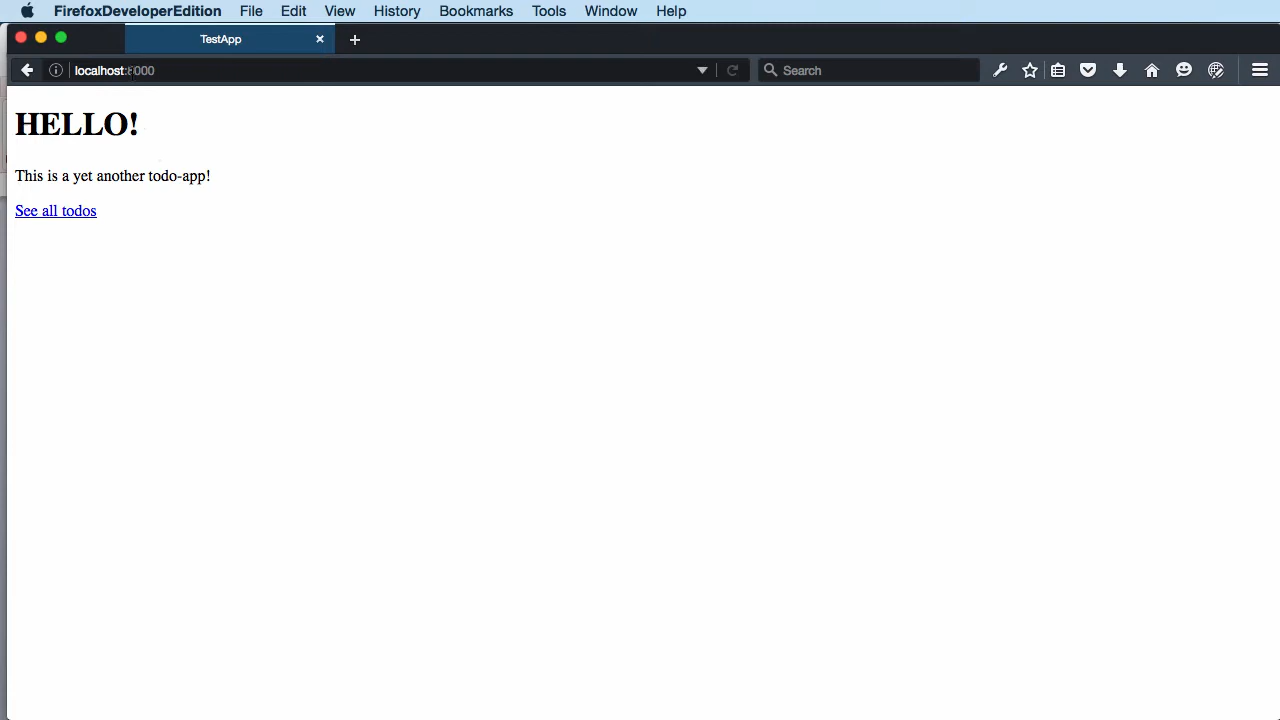 FirefoxDeveloperEdition File Edit View History Bookmarks Tools Window Help
TestApp
Search
HELLO!
This is a yet another todo-app!
See all todos